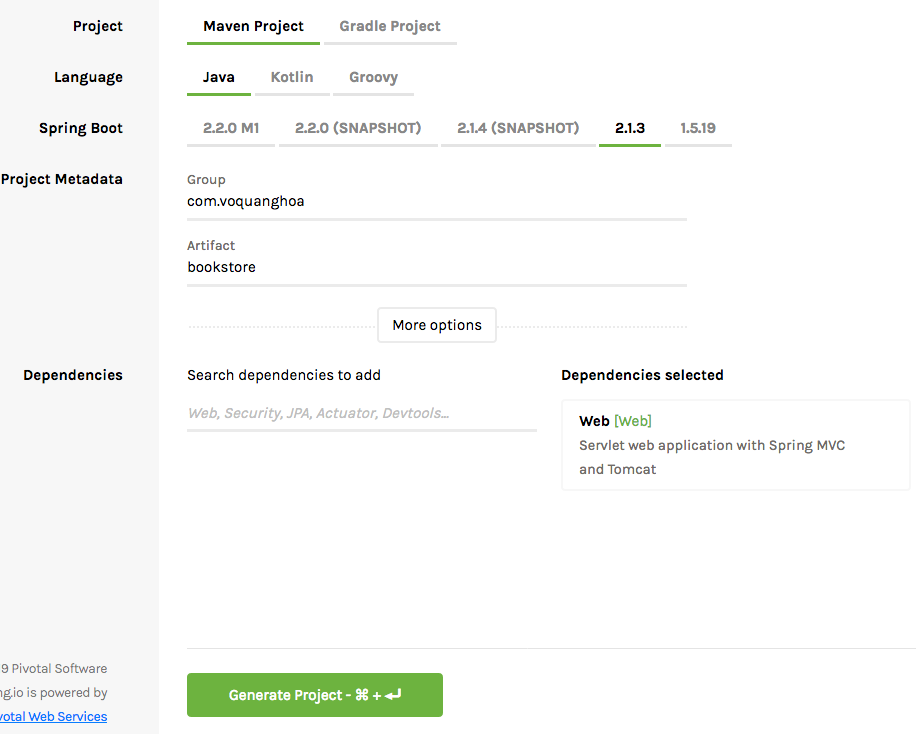 Project
Maven Project Gradle Project
Language
Java Kotlin Groovy
Spring Boot
2.2.0 M1 2.2.0 (SNAPSHOT) 2.1.4 (SNAPSHOT) 2.1.3 1.5.19
Project Metadata
Group
com.voquanghoa
Artifact
bookstore
More options
Dependencies
Search dependencies to add
Web, Security, JPA, Actuator, Devtools...
Dependencies selected
Web [Web]
Servlet web application with Spring MVC
and Tomcat
9 Pivotal Software
ng.io is powered by
votal Web Services
Generate Project - ⌘ + ↵